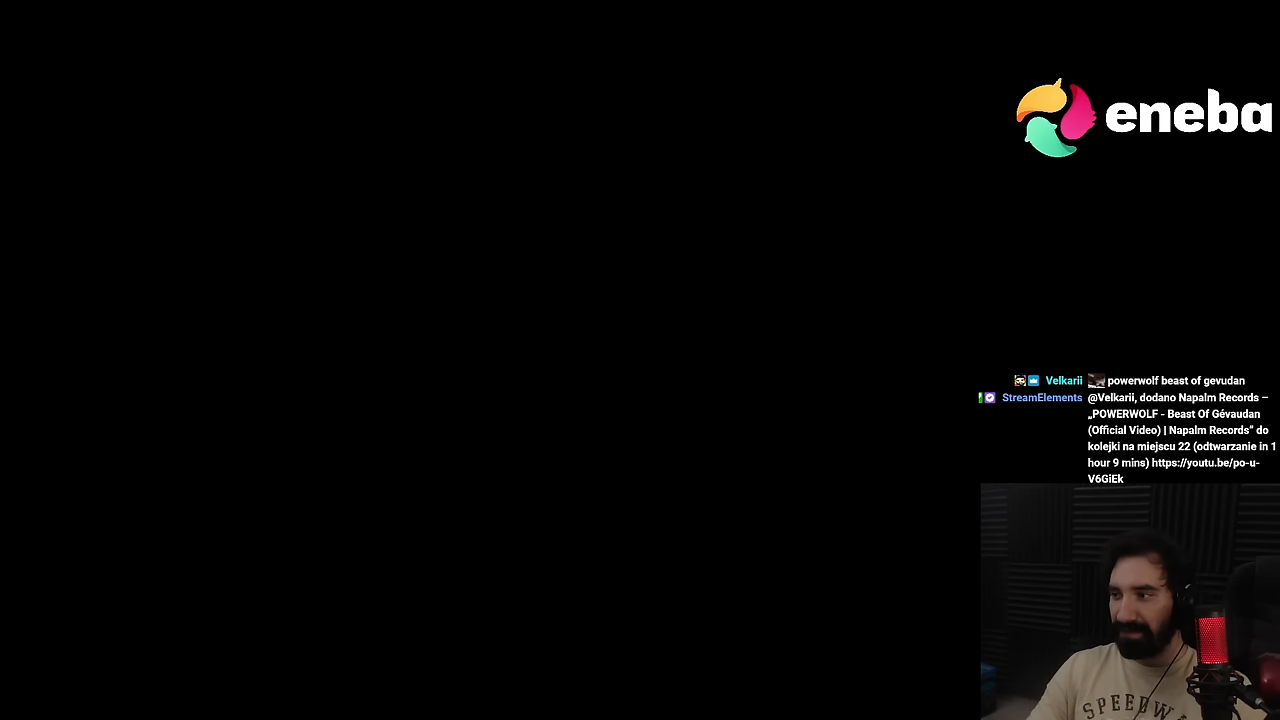 eneba
Velkarii powerwolf beast of gevudan
StreamElements @Velkarii, dodano Napalm Records –
„POWERWOLF - Beast Of Gévaudan
(Official Video) | Napalm Records" do
kolejki na miejscu 22 (odtwarzanie in 1
hour 9 mins) https://youtu.be/po-u-
V6GiEk